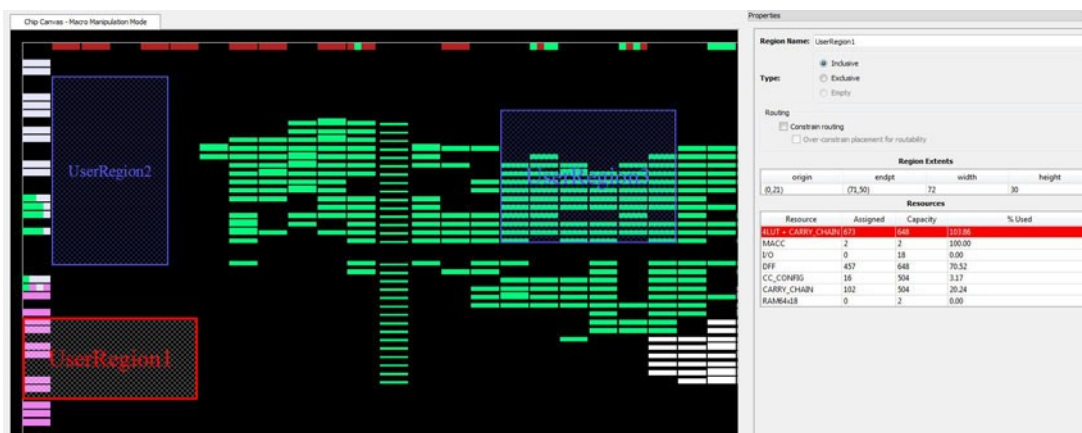 Chip Canvas - Macro Manipulation Mode
UserRegion2
UserRegion3
UserRegion1
Properties
Region Name: UserRegion1
Type:
Inclusive
Exclusive
Empty
Routing
Constrain routing
Over-constrain placement for routability
Region Extents
origin endpt width height
(0,21) (71,50) 72 30
Resources
Resource Assigned Capacity % Used
4LUT + CARRY_CHAIN 673 648 103.86
MACC 2 2 100.00
I/O 0 18 0.00
DFF 457 648 70.52
CC_CONFIG 16 504 3.17
CARRY_CHAIN 102 504 20.24
RAM64x18 0 2 0.00